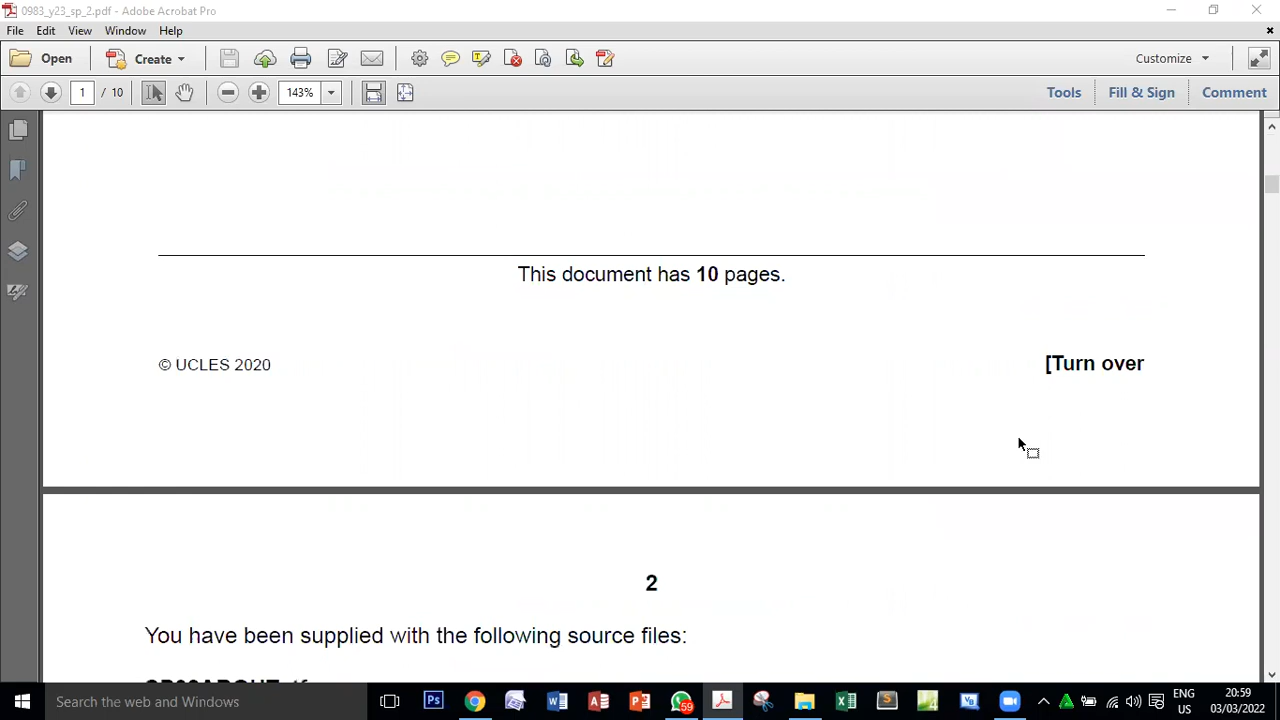 0983_y23_sp_2.pdf - Adobe Acrobat Pro
File Edit View Window Help
Open Create Customize
1 / 10 143% Tools Fill & Sign Comment
This document has 10 pages.
© UCLES 2020 [Turn over
2
You have been supplied with the following source files:
Search the web and Windows
Ps
59
ENG 20:59
US 03/03/2022